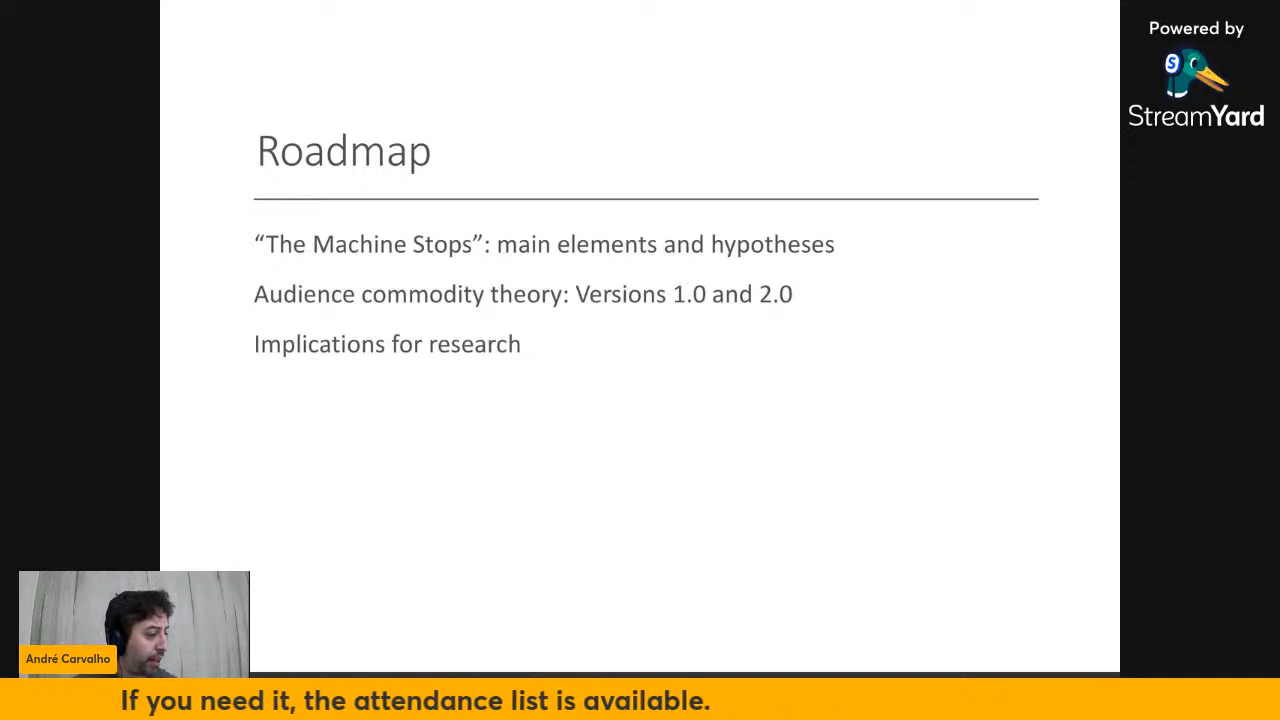 Powered by
StreamYard
Roadmap
“The Machine Stops”: main elements and hypotheses
Audience commodity theory: Versions 1.0 and 2.0
Implications for research
André Carvalho
If you need it, the attendance list is available.